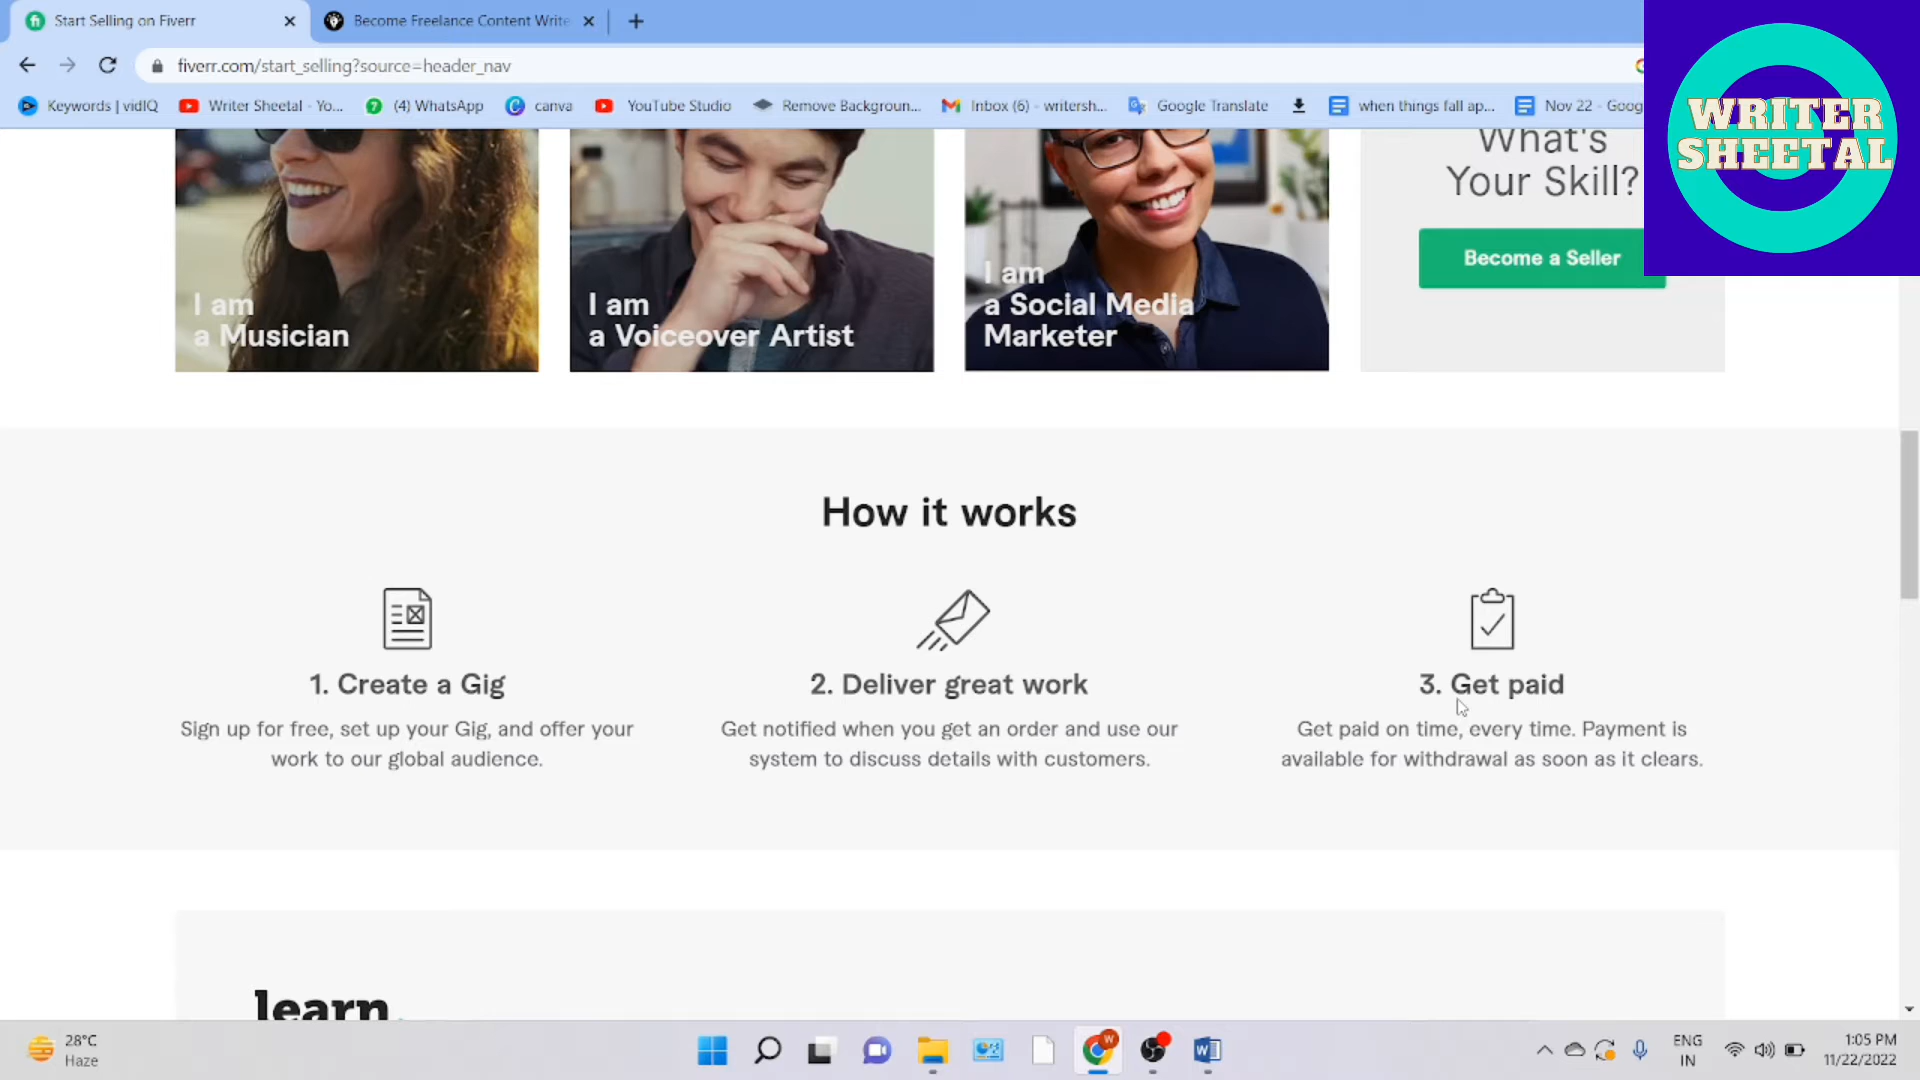 Start Selling on Fiverr
Become Freelance Content Write
fiverr.com/start_selling?source=header_nav
Keywords | vidIQ
Writer Sheetal - Yo...
(4) WhatsApp
canva
YouTube Studio
Remove Backgroun...
Inbox (6) - writersh...
Google Translate
when things fall ap...
Nov 22 - Goog
WRITER
SHEETAL
What's
Your Skill?
Become a Seller
I am
a Musician
I am
a Voiceover Artist
I am
a Social Media
Marketer
How it works
1. Create a Gig
Sign up for free, set up your Gig, and offer your
work to our global audience.
2. Deliver great work
Get notified when you get an order and use our
system to discuss details with customers.
3. Get paid
Get paid on time, every time. Payment is
available for withdrawal as soon as it clears.
learn.
28°C
Haze
ENG
IN
1:05 PM
11/22/2022